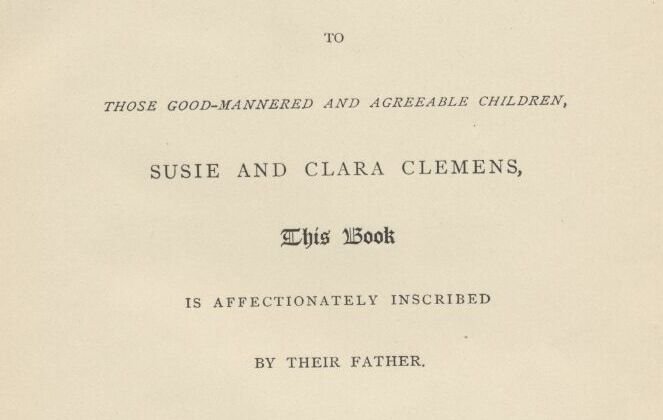 TO
THOSE GOOD-MANNERED AND AGREEABLE CHILDREN,
SUSIE AND CLARA CLEMENS,
This Book
IS AFFECTIONATELY INSCRIBED
BY THEIR FATHER.